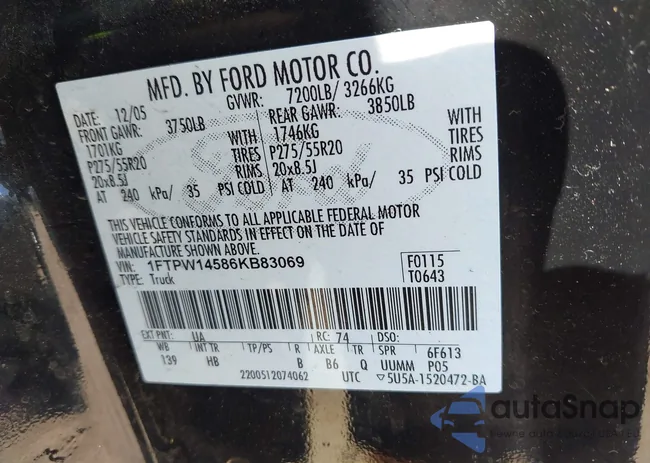 MFD. BY FORD MOTOR CO.
DATE: 12/05 GVWR: 7200LB/ 3266KG
FRONT GAWR: 3750LB REAR GAWR: 3850LB
1701KG WITH 1746KG WITH
P275/55R20 TIRES P275/55R20 TIRES
20x8.5J RIMS 20x8.5J RIMS
AT 240 kPa/ 35 PSI COLD AT 240 kPa/ 35 PSI COLD
Ford
THIS VEHICLE CONFORMS TO ALL APPLICABLE FEDERAL MOTOR
VEHICLE SAFETY STANDARDS IN EFFECT ON THE DATE OF
MANUFACTURE SHOWN ABOVE.
VIN: 1FTPW14586KB83069 F0115
TYPE: Truck T0643
EXT PNT: UA RC: 74 DSO:
WB INT TR TP/PS R AXLE TR SPR 6F613
139 HB B B6 Q UUMM P05
2200512074062 UTC ▽5U5A-1520472-BA
autaSnap